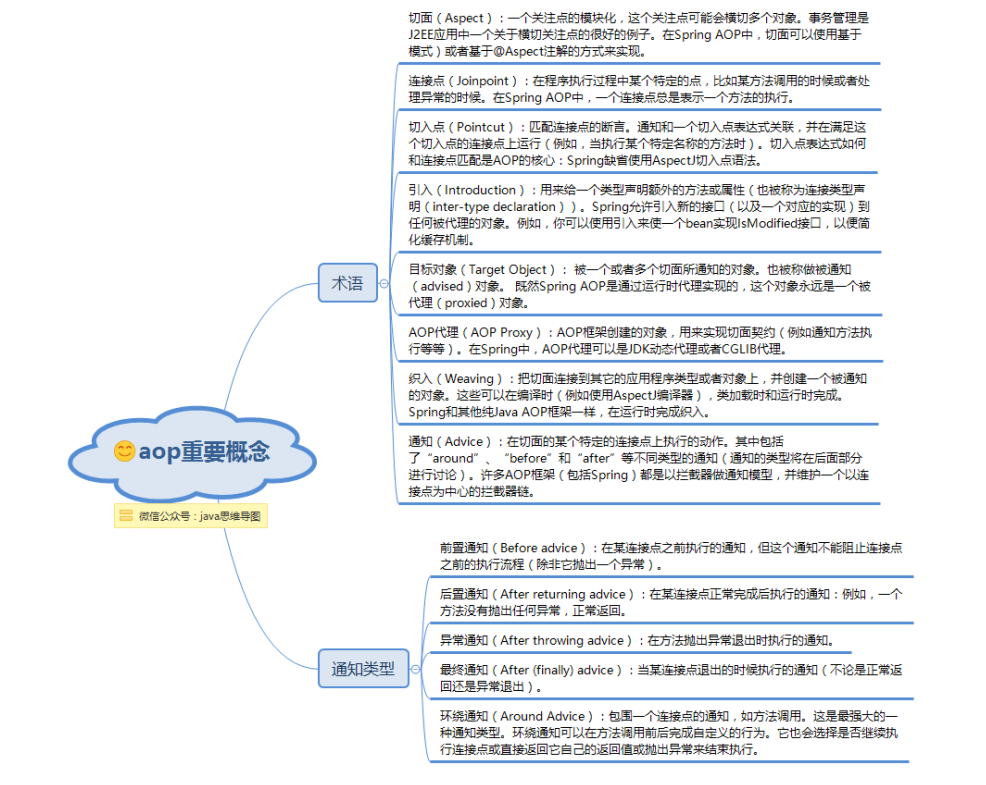 切面（Aspect）：一个关注点的模块化，这个关注点可能会横切多个对象。事务管理是
J2EE应用中一个关于横切关注点的很好的例子。在Spring AOP中，切面可以使用基于
模式）或者基于@Aspect注解的方式来实现。
连接点（Joinpoint）：在程序执行过程中某个特定的点，比如某方法调用的时候或者处
理异常的时候。在Spring AOP中，一个连接点总是表示一个方法的执行。
切入点（Pointcut）：匹配连接点的断言。通知和一个切入点表达式关联，并在满足这
个切入点的连接点上运行（例如，当执行某个特定名称的方法时）。切入点表达式如何
和连接点匹配是AOP的核心：Spring缺省使用AspectJ切入点语法。
引入（Introduction）：用来给一个类型声明额外的方法或属性（也被称为连接类型声
明（inter-type declaration））。Spring允许引入新的接口（以及一个对应的实现）到
任何被代理的对象。例如，你可以使用引入来使一个bean实现IsModified接口，以便简
化缓存机制。
目标对象（Target Object）： 被一个或者多个切面所通知的对象。也被称做被通知
（advised）对象。 既然Spring AOP是通过运行时代理实现的，这个对象永远是一个被
代理（proxied）对象。
术语
AOP代理（AOP Proxy）：AOP框架创建的对象，用来实现切面契约（例如通知方法执
行等等）。在Spring中，AOP代理可以是JDK动态代理或者CGLIB代理。
织入（Weaving）：把切面连接到其它的应用程序类型或者对象上，并创建一个被通知
的对象。这些可以在编译时（例如使用AspectJ编译器），类加载时和运行时完成。
Spring和其他纯Java AOP框架一样，在运行时完成织入。
通知（Advice）：在切面的某个特定的连接点上执行的动作。其中包括
了“around”、“before”和“after”等不同类型的通知（通知的类型将在后面部分
进行讨论）。许多AOP框架（包括Spring）都是以拦截器做通知模型，并维护一个以连
接点为中心的拦截器链。
😊aop重要概念
微信公众号：java思维导图
前置通知（Before advice）：在某连接点之前执行的通知，但这个通知不能阻止连接点
之前的执行流程（除非它抛出一个异常）。
后置通知（After returning advice）：在某连接点正常完成后执行的通知：例如，一个
方法没有抛出任何异常，正常返回。
异常通知（After throwing advice）：在方法抛出异常退出时执行的通知。
通知类型
最终通知（After (finally) advice）：当某连接点退出的时候执行的通知（不论是正常返
回还是异常退出）。
环绕通知（Around Advice）：包围一个连接点的通知，如方法调用。这是最强大的一
种通知类型。环绕通知可以在方法调用前后完成自定义的行为。它也会选择是否继续执
行连接点或直接返回它自己的返回值或抛出异常来结束执行。